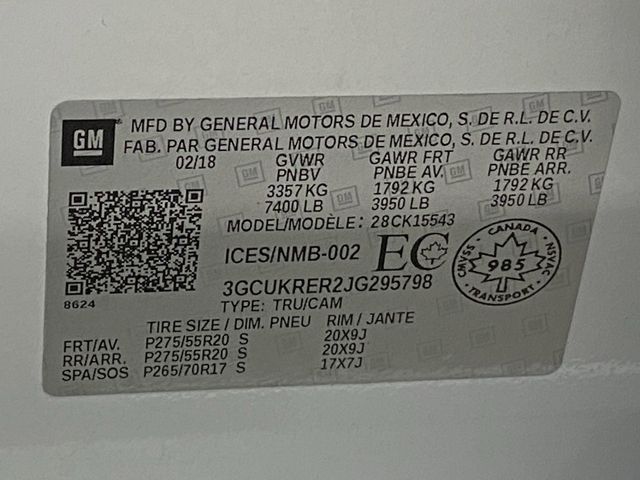 GM
MFD BY GENERAL MOTORS DE MEXICO, S. DE R.L. DE C.V.
FAB. PAR GENERAL MOTORS DE MEXICO, S. DE R.L. DE C.V.
02/18 GVWR GAWR FRT GAWR RR
PNBV PNBE AV. PNBE ARR.
3357 KG 1792 KG 1792 KG
7400 LB 3950 LB 3950 LB
MODEL/MODÈLE: 28CK15543
ICES/NMB-002 EC
CANADA
CMVSS 985 NSVAC
TRANSPORT
3GCUKRER2JG295798
8624
TYPE: TRU/CAM
TIRE SIZE / DIM. PNEU RIM / JANTE
FRT/AV. P275/55R20 S 20X9J
RR/ARR. P275/55R20 S 20X9J
SPA/SOS P265/70R17 S 17X7J